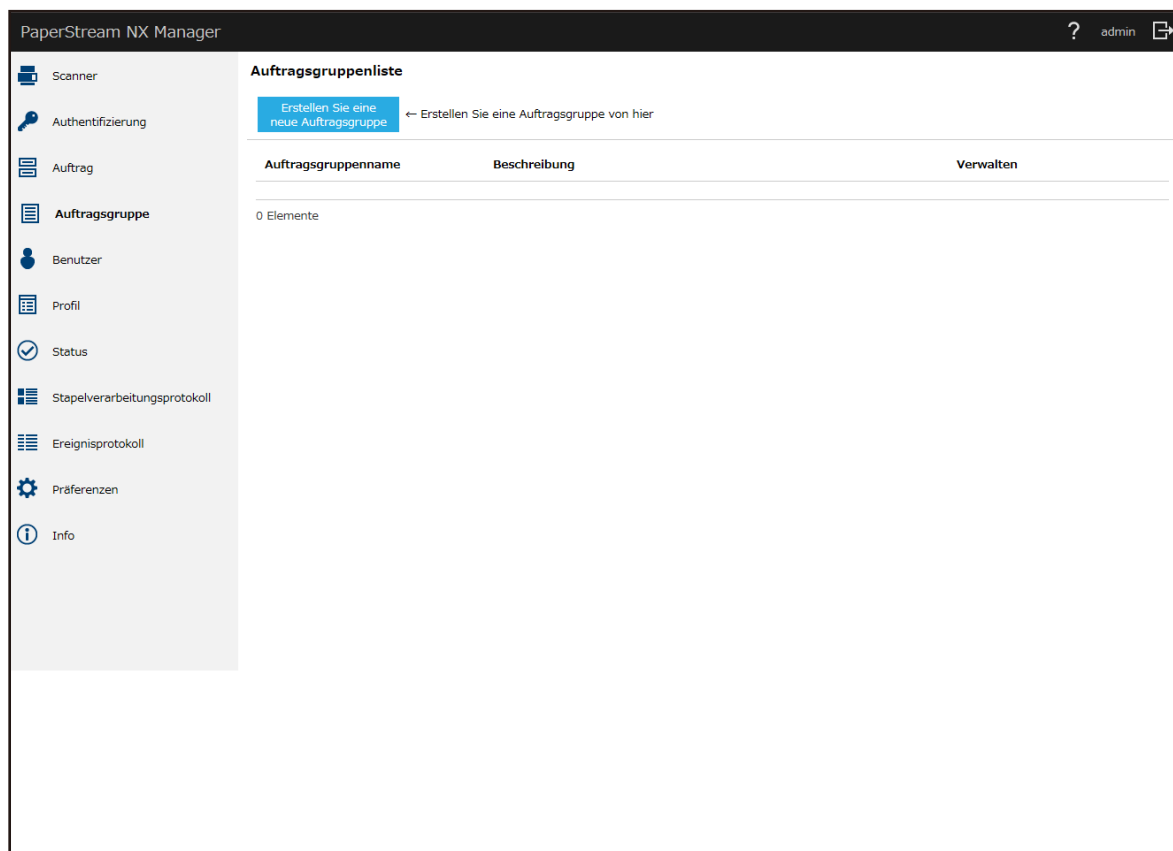 PaperStream NX Manager
? admin
Scanner
Authentifizierung
Auftrag
Auftragsgruppe
Benutzer
Profil
Status
Stapelverarbeitungsprotokoll
Ereignisprotokoll
Präferenzen
Info
Auftragsgruppenliste
Erstellen Sie eine
neue Auftragsgruppe
← Erstellen Sie eine Auftragsgruppe von hier
Auftragsgruppenname Beschreibung Verwalten
0 Elemente